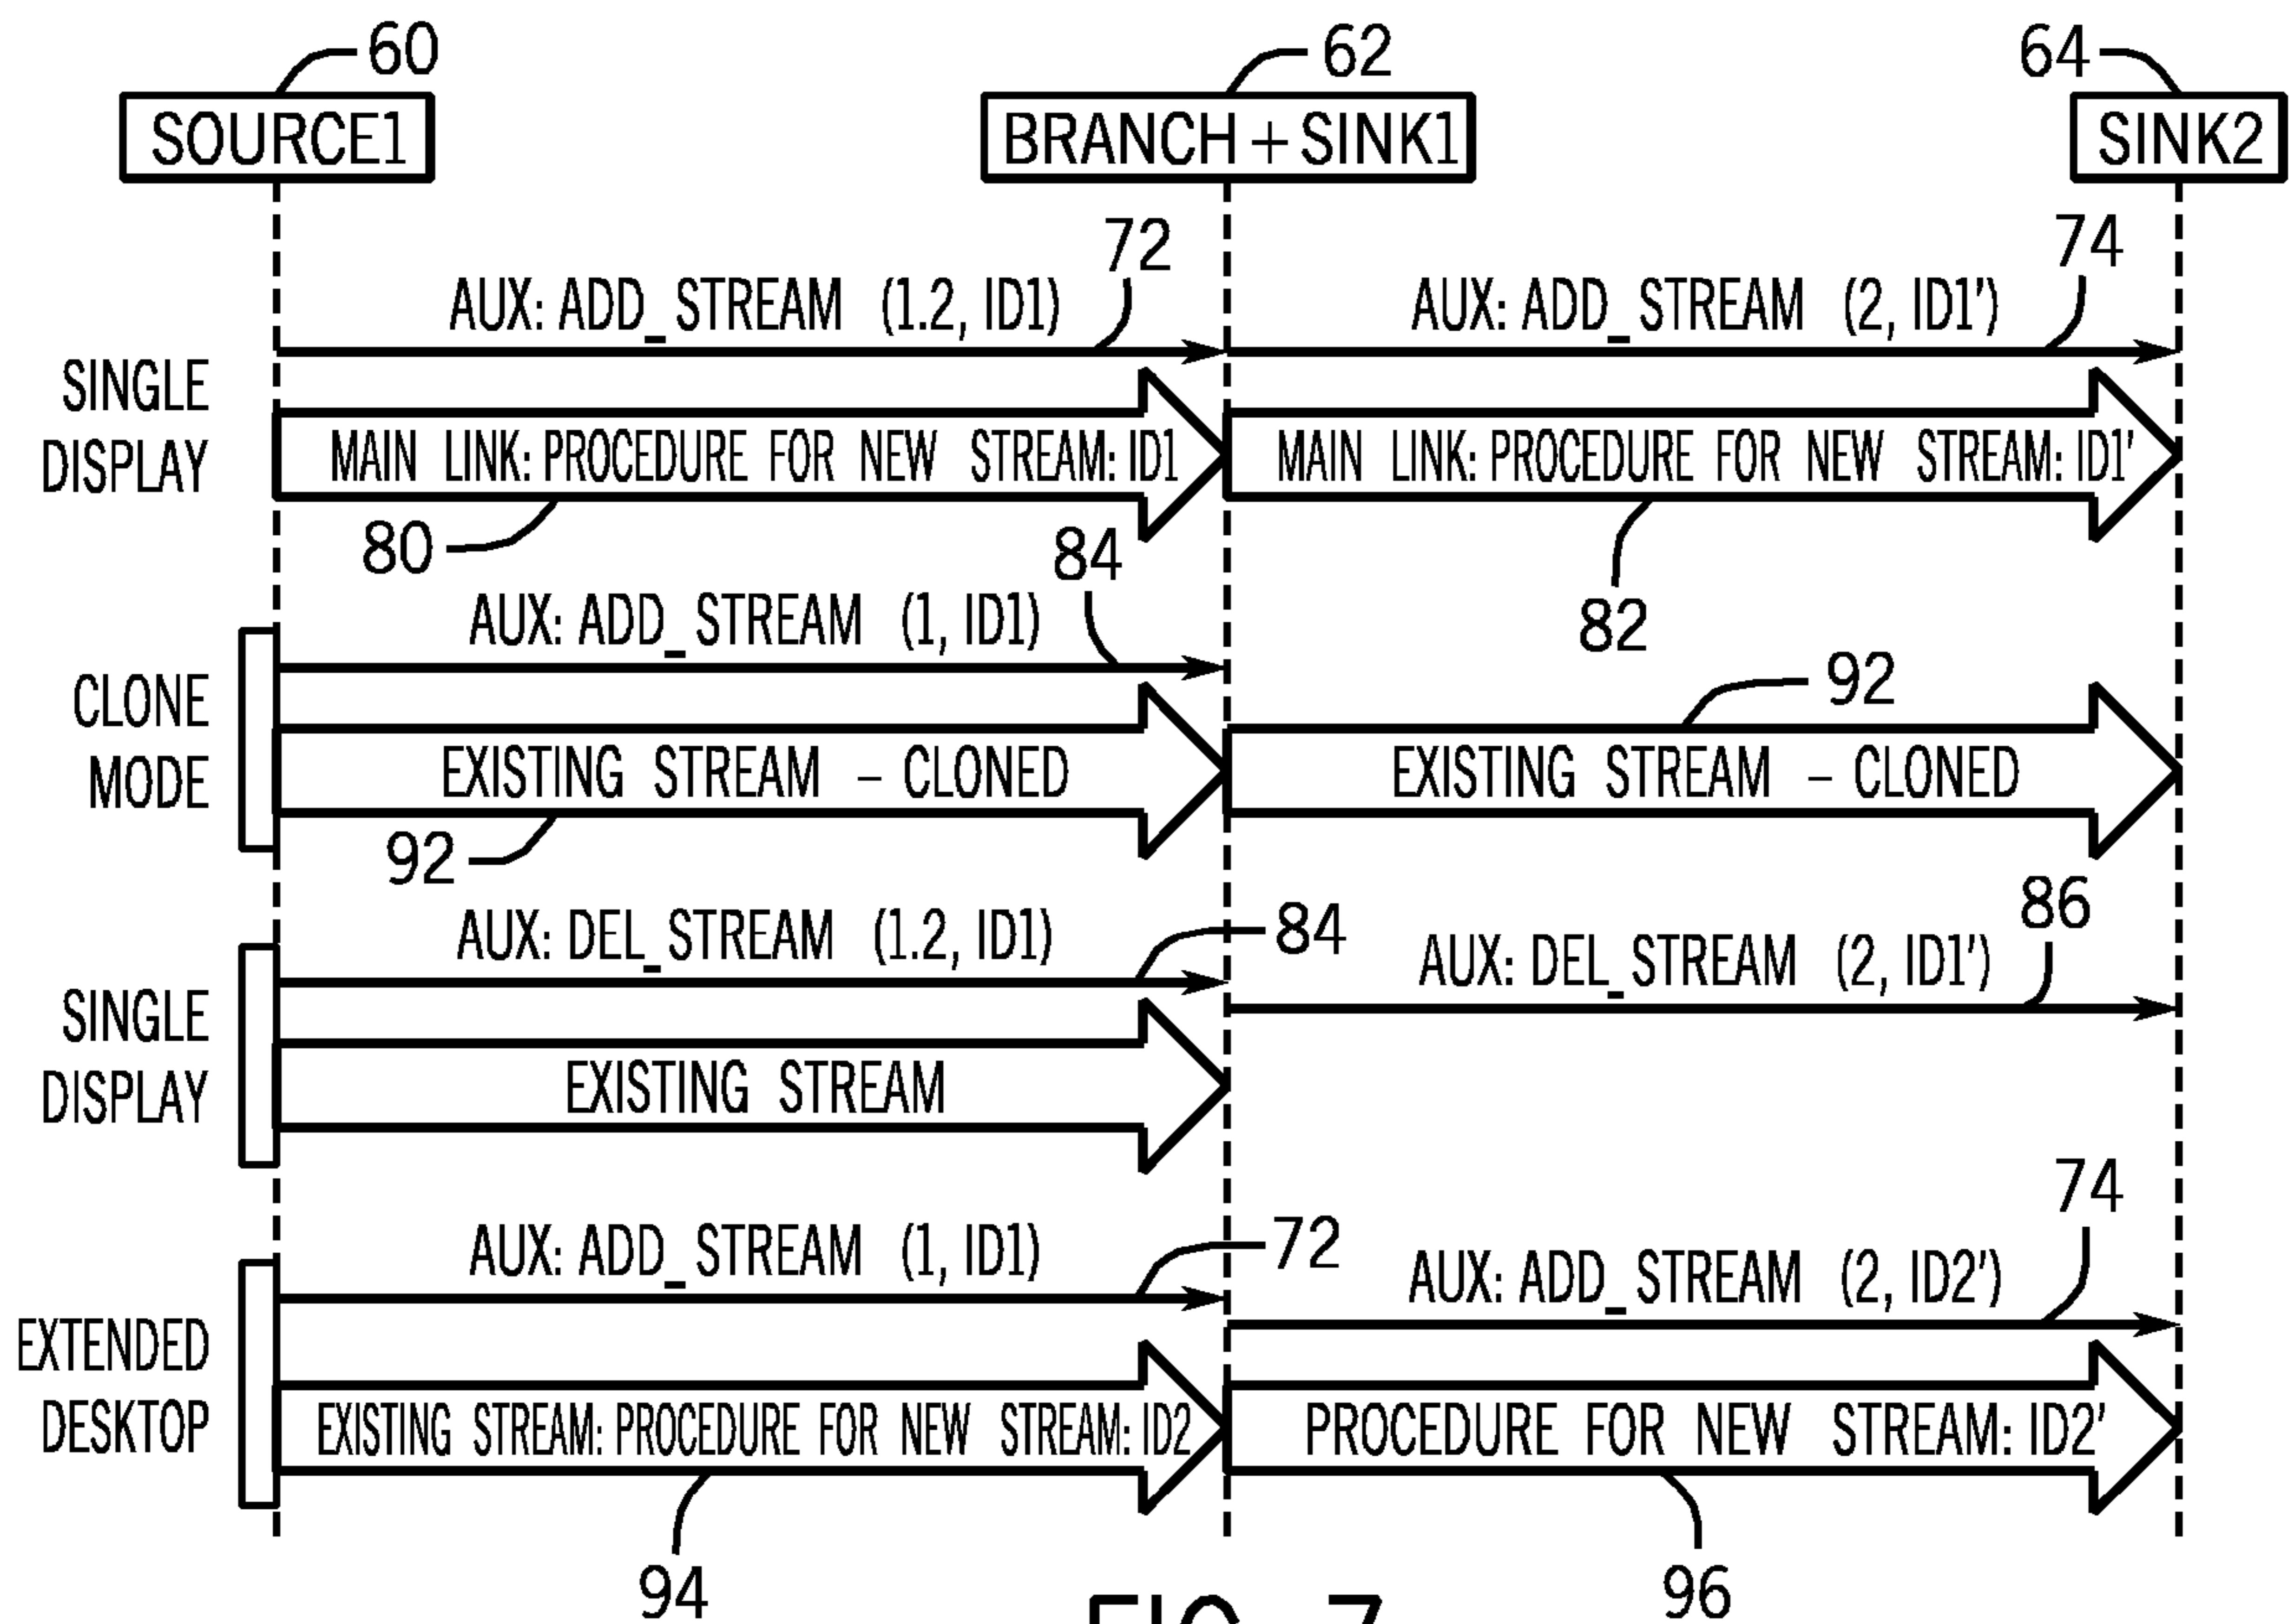 60
62
64
SOURCE1
BRANCH + SINK1
SINK2
72
74
AUX: ADD_STREAM (1.2, ID1)
AUX: ADD_STREAM (2, ID1')
SINGLE
DISPLAY
MAIN LINK: PROCEDURE FOR NEW STREAM: ID1
MAIN LINK: PROCEDURE FOR NEW STREAM: ID1'
80
82
84
AUX: ADD_STREAM (1, ID1)
CLONE
MODE
92
EXISTING STREAM – CLONED
EXISTING STREAM – CLONED
92
AUX: DEL_STREAM (1.2, ID1)
84
86
AUX: DEL_STREAM (2, ID1')
SINGLE
DISPLAY
EXISTING STREAM
74
AUX: ADD_STREAM (1, ID1)
72
AUX: ADD_STREAM (2, ID2')
EXTENDED
DESKTOP
EXISTING STREAM: PROCEDURE FOR NEW STREAM: ID2
PROCEDURE FOR NEW STREAM: ID2'
94
96
FIG. 7